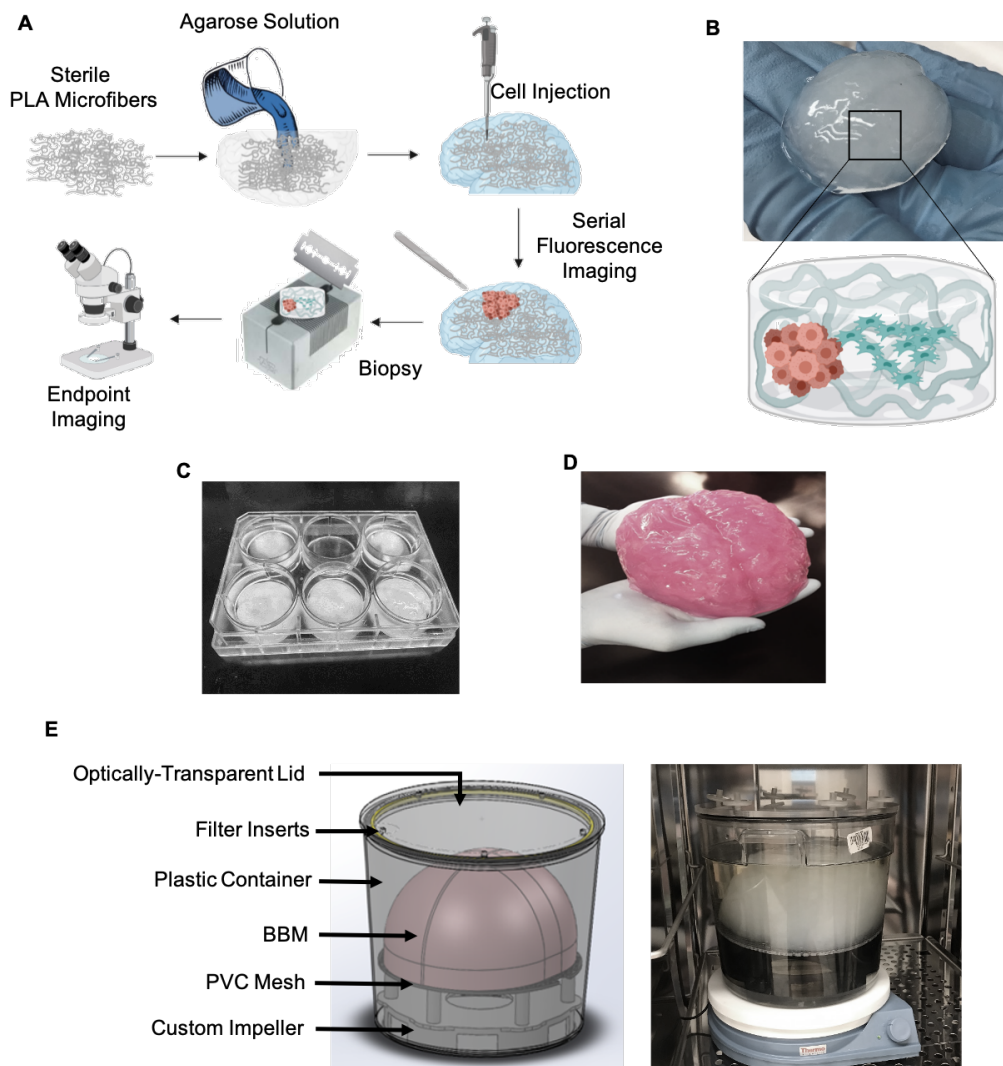 A
Agarose Solution
Sterile
PLA Microfibers
Cell Injection
Serial
Fluorescence
Imaging
Biopsy
Endpoint
Imaging
B
C
D
E
Optically-Transparent Lid
Filter Inserts
Plastic Container
BBM
PVC Mesh
Custom Impeller
Thermo